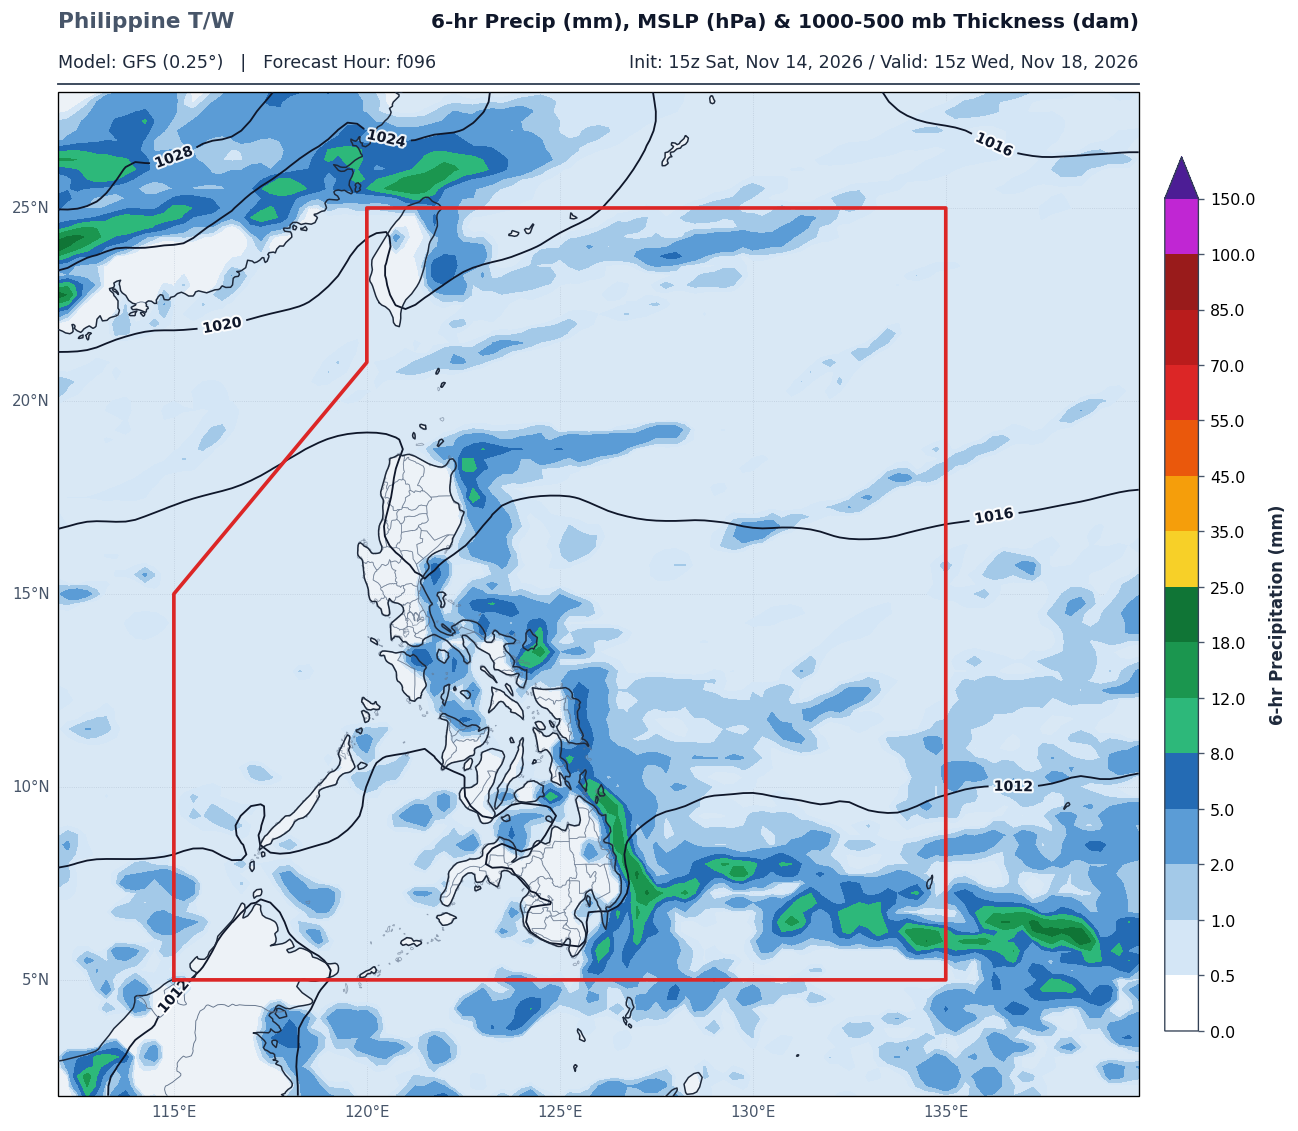 Philippine T/W
6-hr Precip (mm), MSLP (hPa) & 1000-500 mb Thickness (dam)
Model: GFS (0.25°) | Forecast Hour: f096
Init: 15z Sat, Nov 14, 2026 / Valid: 15z Wed, Nov 18, 2026
1028
1024
1016
1020
1016
1012
1012
25°N
20°N
15°N
10°N
5°N
115°E
120°E
125°E
130°E
135°E
150.0
100.0
85.0
70.0
55.0
45.0
35.0
25.0
18.0
12.0
8.0
5.0
2.0
1.0
0.5
0.0
6-hr Precipitation (mm)